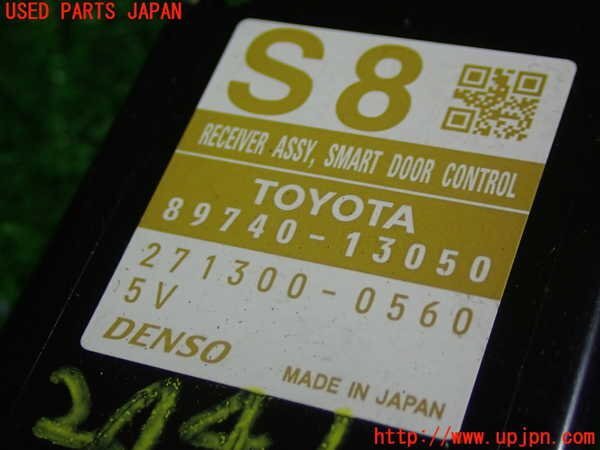 USED PARTS JAPAN
S8
RECEIVER ASSY, SMART DOOR CONTROL
TOYOTA
89740-13050
271300-0560
5V
DENSO
MADE IN JAPAN
http://www.upjpn.com